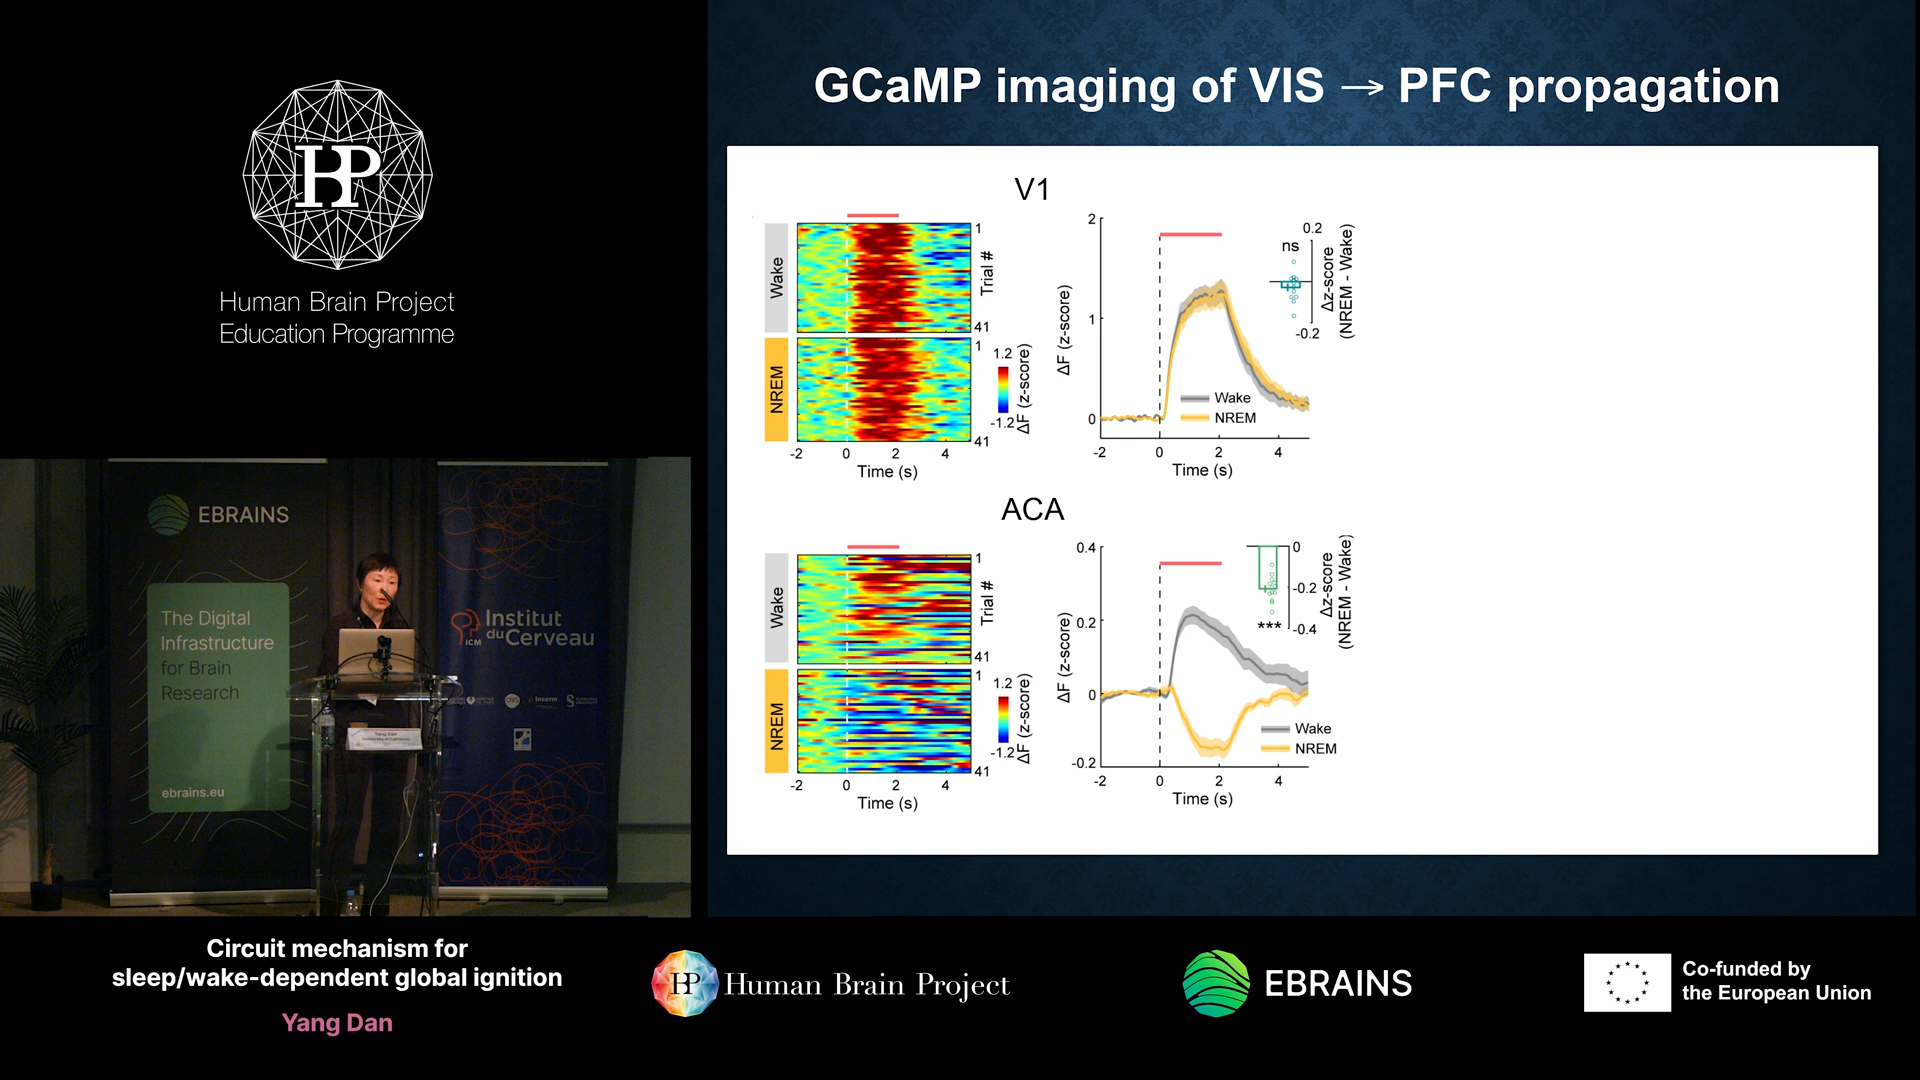 HP
Human Brain Project
Education Programme
GCaMP imaging of VIS → PFC propagation
V1
Wake
NREM
1
41
1
41
Trial #
1.2
-1.2
ΔF (z-score)
-2 0 2 4
Time (s)
2
1
0
ΔF (z-score)
Wake
NREM
-2 0 2 4
Time (s)
ns
0.2
-0.2
Δz-score
(NREM - Wake)
ACA
Wake
NREM
1
41
1
41
Trial #
1.2
-1.2
ΔF (z-score)
-2 0 2 4
Time (s)
0.4
0.2
0
-0.2
ΔF (z-score)
Wake
NREM
-2 0 2 4
Time (s)
0
-0.2
-0.4
***
Δz-score
(NREM - Wake)
EBRAINS
The Digital
Infrastructure
for Brain
Research
ebrains.eu
ICM
Institut
du Cerveau
Inserm
Yang Dan
Circuit mechanism for
sleep/wake-dependent global ignition
Yang Dan
HP Human Brain Project
EBRAINS
Co-funded by
the European Union